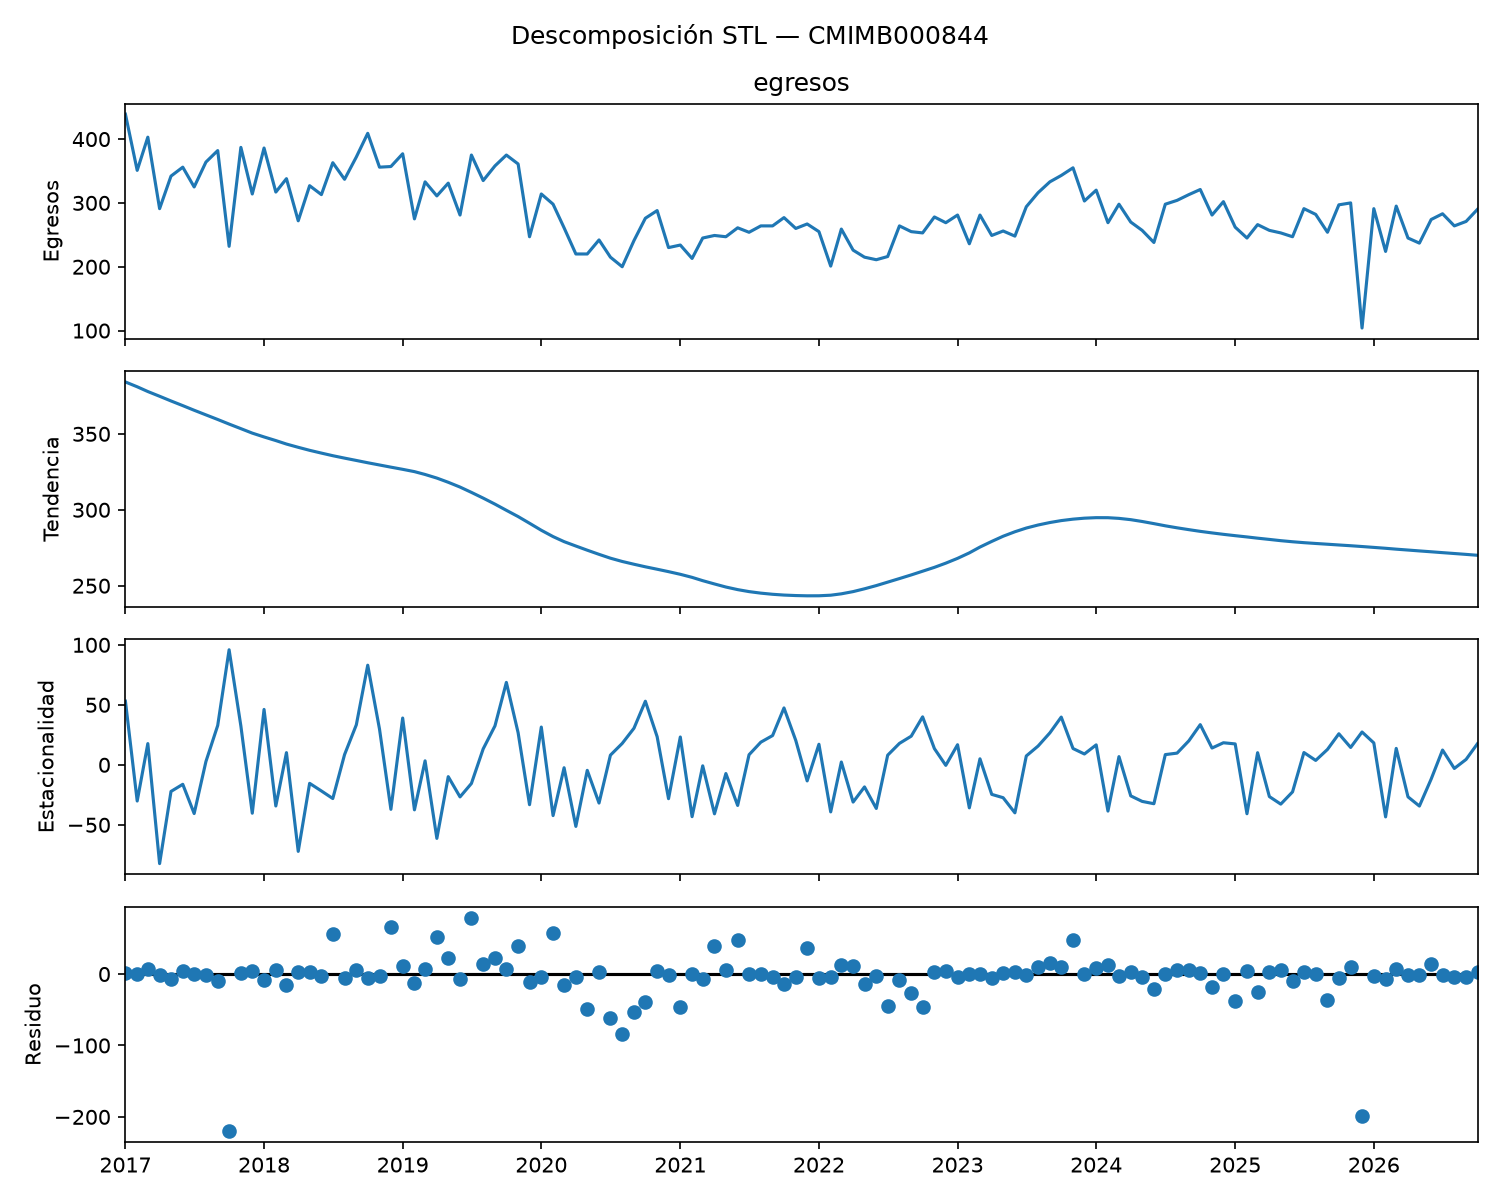 Descomposición STL — CMIMB000844
egresos
Egresos
400
300
200
100
Tendencia
350
300
250
Estacionalidad
100
50
0
−50
Residuo
0
−100
−200
2017 2018 2019 2020 2021 2022 2023 2024 2025 2026